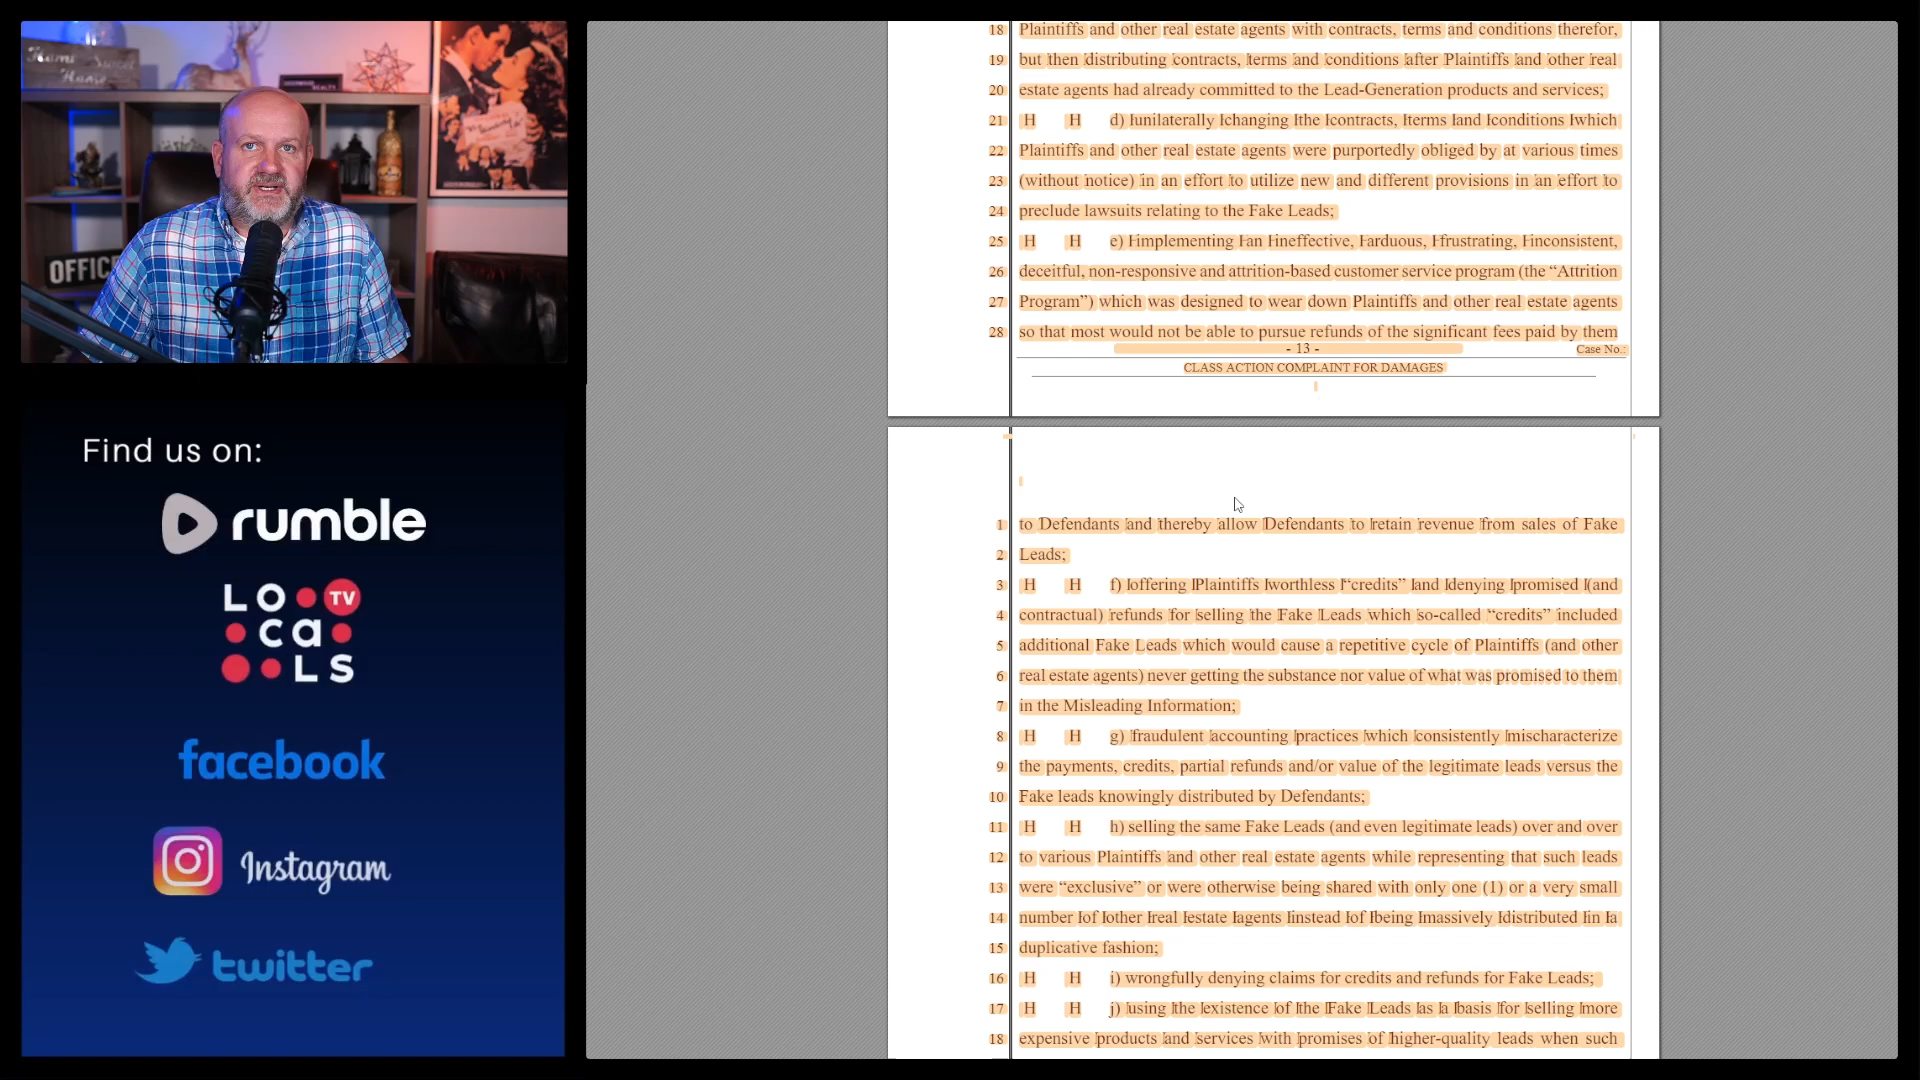 Home Sweet
Home
OFFICE
Find us on:
rumble
LOCALS
TV
facebook
Instagram
twitter
18 Plaintiffs and other real estate agents with contracts, terms and conditions therefor,
19 but then distributing contracts, terms and conditions after Plaintiffs and other real
20 estate agents had already committed to the Lead-Generation products and services;
21 d) unilaterally changing the contracts, terms and conditions which
22 Plaintiffs and other real estate agents were purportedly obliged by at various times
23 (without notice) in an effort to utilize new and different provisions in an effort to
24 preclude lawsuits relating to the Fake Leads;
25 e) implementing an ineffective, arduous, frustrating, inconsistent,
26 deceitful, non-responsive and attrition-based customer service program (the “Attrition
27 Program”) which was designed to wear down Plaintiffs and other real estate agents
28 so that most would not be able to pursue refunds of the significant fees paid by them
- 13 - Case No.:
CLASS ACTION COMPLAINT FOR DAMAGES
1 to Defendants and thereby allow Defendants to retain revenue from sales of Fake
2 Leads;
3 f) offering Plaintiffs worthless “credits” and denying promised (and
4 contractual) refunds for selling the Fake Leads which so-called “credits” included
5 additional Fake Leads which would cause a repetitive cycle of Plaintiffs (and other
6 real estate agents) never getting the substance nor value of what was promised to them
7 in the Misleading Information;
8 g) fraudulent accounting practices which consistently mischaracterize
9 the payments, credits, partial refunds and/or value of the legitimate leads versus the
10 Fake leads knowingly distributed by Defendants;
11 h) selling the same Fake Leads (and even legitimate leads) over and over
12 to various Plaintiffs and other real estate agents while representing that such leads
13 were “exclusive” or were otherwise being shared with only one (1) or a very small
14 number of other real estate agents instead of being massively distributed in a
15 duplicative fashion;
16 i) wrongfully denying claims for credits and refunds for Fake Leads;
17 j) using the existence of the Fake Leads as a basis for selling more
18 expensive products and services with promises of higher-quality leads when such